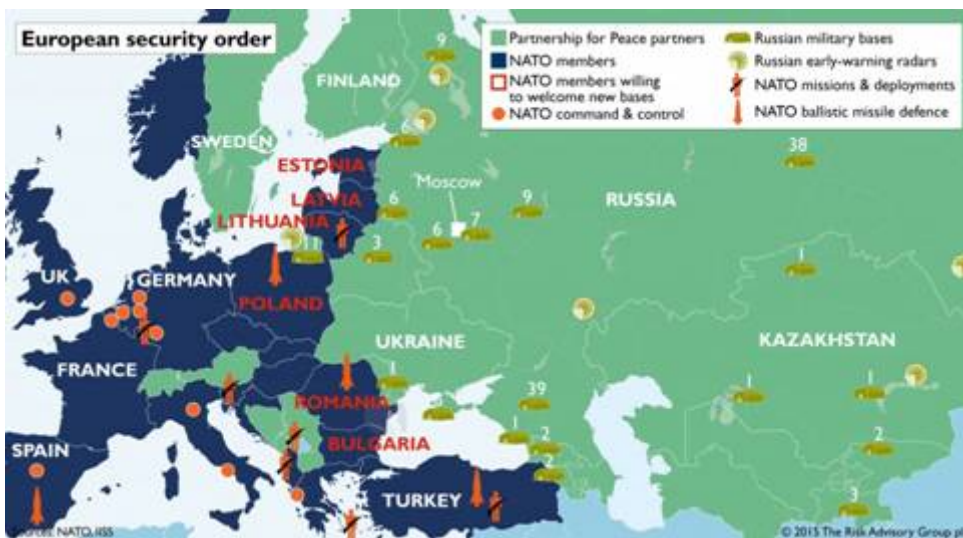 European security order
Partnership for Peace partners
NATO members
NATO members willing
to welcome new bases
NATO command & control
Russian military bases
Russian early-warning radars
NATO missions & deployments
NATO ballistic missile defence
9
FINLAND
SWEDEN
38
ESTONIA
Moscow
LATVIA
RUSSIA
6
9
LITHUANIA
7
6
11
3
1
UK
GERMANY
POLAND
UKRAINE
KAZAKHSTAN
FRANCE
1
1
1
39
ROMANIA
BULGARIA
1
2
2
SPAIN
2
TURKEY
3
Sources: NATO, IISS
© 2015 The Risk Advisory Group pl